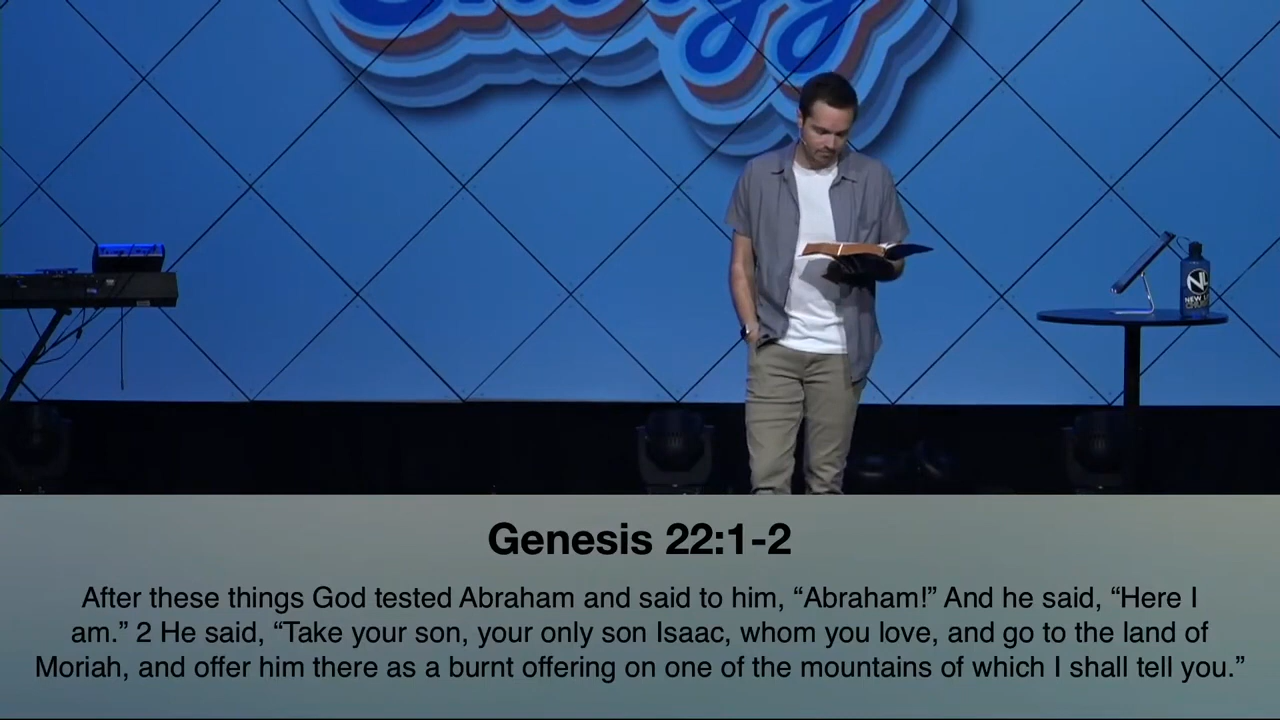 NL
Genesis 22:1-2
After these things God tested Abraham and said to him, “Abraham!” And he said, “Here I
am.” 2 He said, “Take your son, your only son Isaac, whom you love, and go to the land of
Moriah, and offer him there as a burnt offering on one of the mountains of which I shall tell you.”